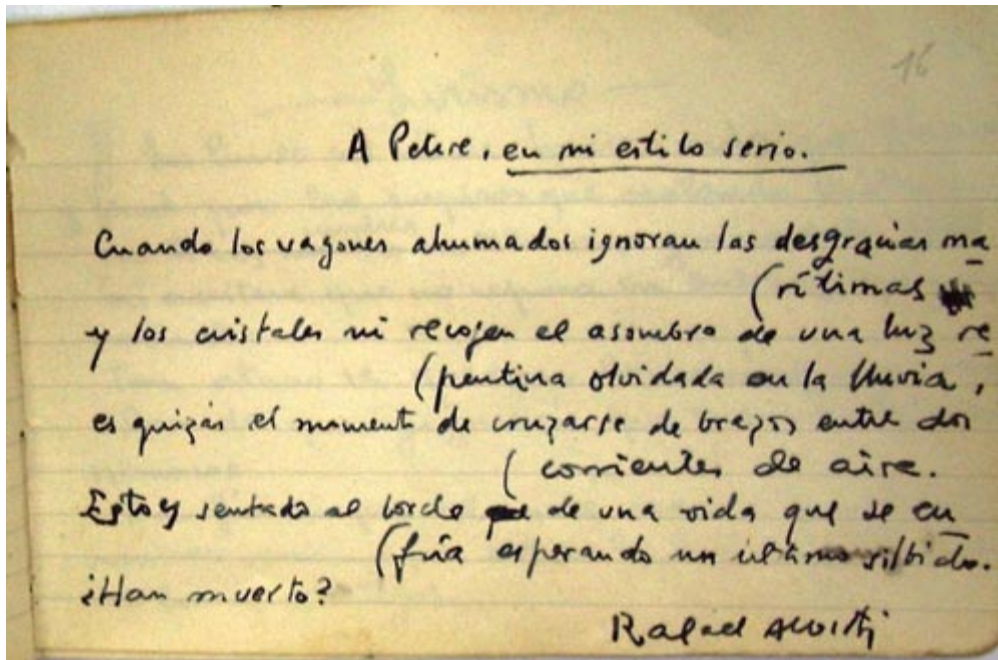 16
A Petere, en mi estilo serio.
Cuando los vagones ahumados ignoran las desgracias ma
(rítimas
y los cristales ni recogen el asombro de una luz re
(pentina olvidada en la lluvia,
es quizás el momento de cruzarse de brazos entre dos
(corrientes de aire.
Estoy sentado al borde de una vida que se en
(fría esperando un último silbido.
¿Han muerto?
Rafael Alberti